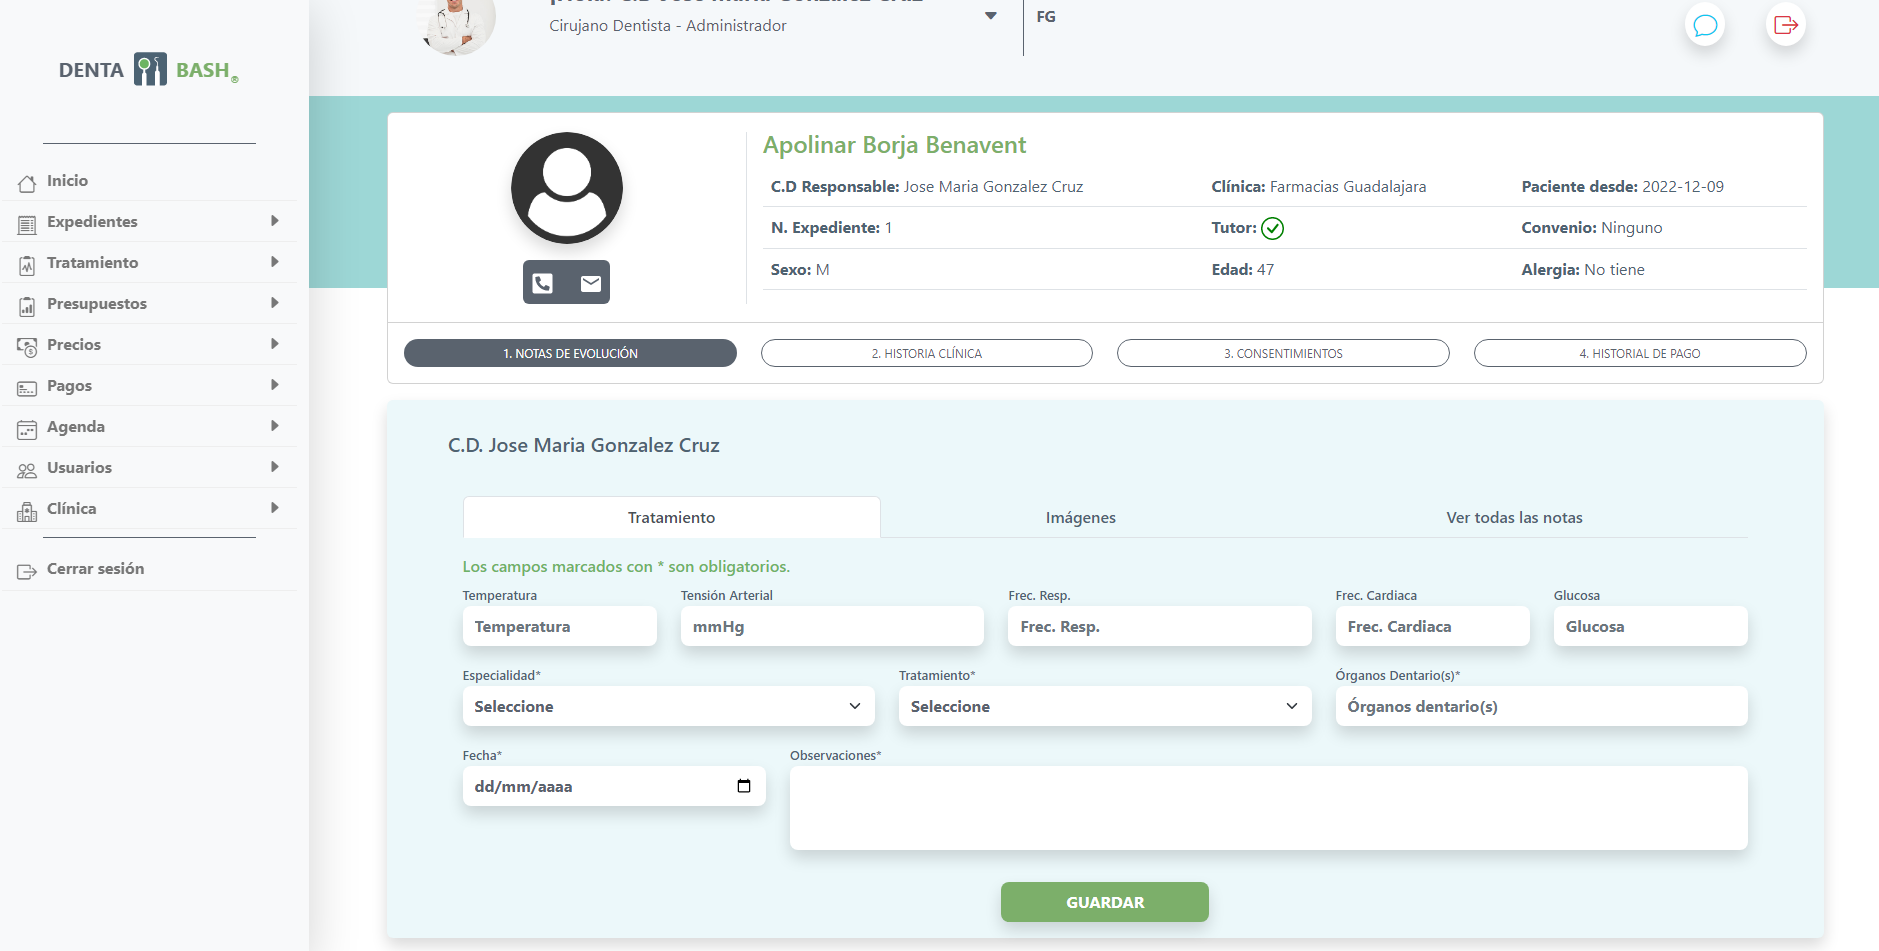 Cirujano Dentista - Administrador
FG
DENTA BASH®
Inicio
Expedientes
Tratamiento
Presupuestos
Precios
Pagos
Agenda
Usuarios
Clínica
Cerrar sesión
Apolinar Borja Benavent
C.D Responsable: Jose Maria Gonzalez Cruz
Clínica: Farmacias Guadalajara
Paciente desde: 2022-12-09
N. Expediente: 1
Tutor:
Convenio: Ninguno
Sexo: M
Edad: 47
Alergia: No tiene
1. NOTAS DE EVOLUCIÓN
2. HISTORIA CLÍNICA
3. CONSENTIMIENTOS
4. HISTORIAL DE PAGO
C.D. Jose Maria Gonzalez Cruz
Tratamiento
Imágenes
Ver todas las notas
Los campos marcados con * son obligatorios.
Temperatura
Tensión Arterial
Frec. Resp.
Frec. Cardiaca
Glucosa
Temperatura
mmHg
Frec. Resp.
Frec. Cardiaca
Glucosa
Especialidad*
Tratamiento*
Órganos Dentario(s)*
Seleccione
Seleccione
Órganos dentario(s)
Fecha*
Observaciones*
dd/mm/aaaa
GUARDAR